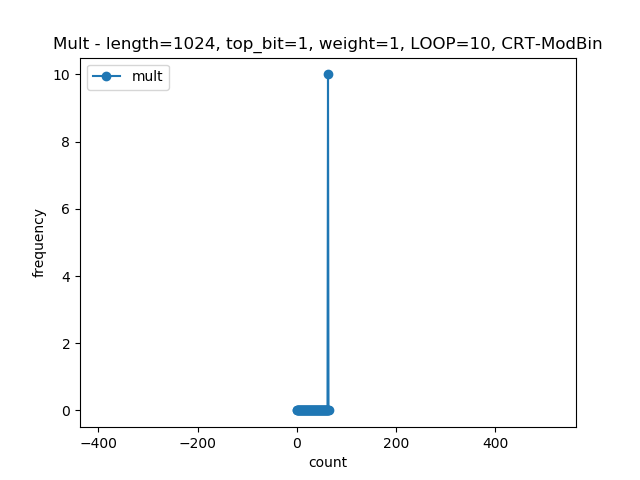 Mult - length=1024, top_bit=1, weight=1, LOOP=10, CRT-ModBin
mult
10
8
6
4
2
0
frequency
−400
−200
0
200
400
count